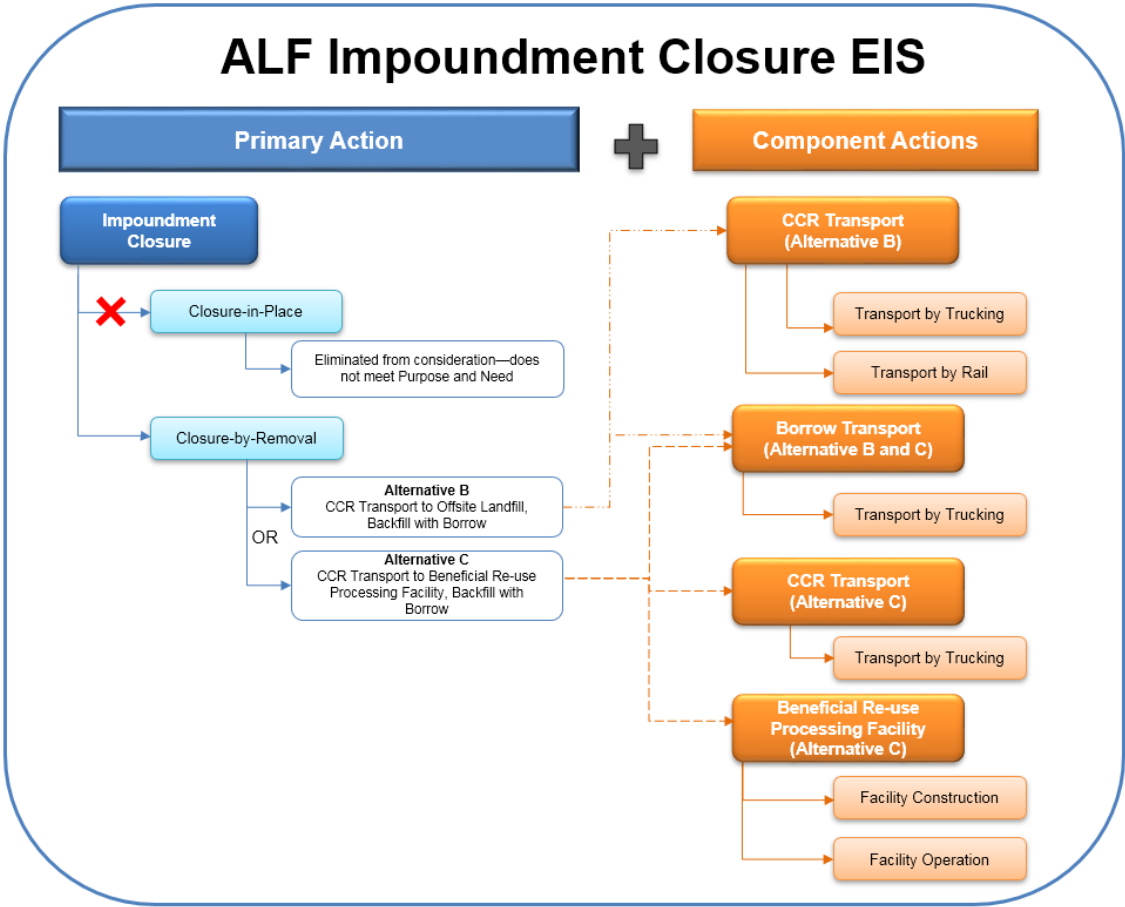 ALF Impoundment Closure EIS
Primary Action
Component Actions
Impoundment
Closure
Closure-in-Place
Eliminated from consideration—does
not meet Purpose and Need
Closure-by-Removal
Alternative B
CCR Transport to Offsite Landfill,
Backfill with Borrow
OR
Alternative C
CCR Transport to Beneficial Re-use
Processing Facility, Backfill with
Borrow
CCR Transport
(Alternative B)
Transport by Trucking
Transport by Rail
Borrow Transport
(Alternative B and C)
Transport by Trucking
CCR Transport
(Alternative C)
Transport by Trucking
Beneficial Re-use
Processing Facility
(Alternative C)
Facility Construction
Facility Operation